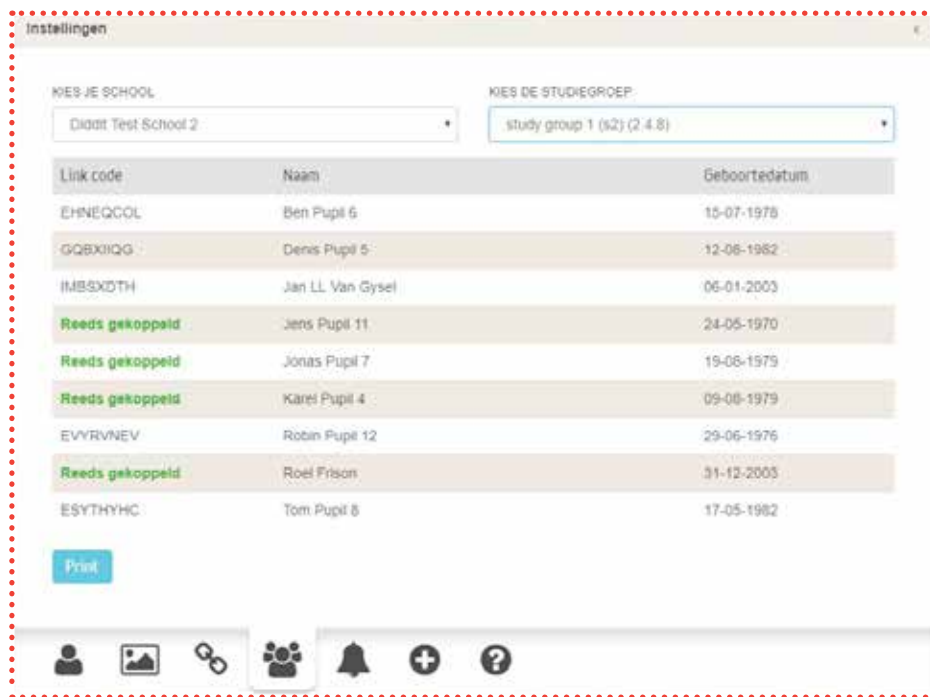 Instellingen
KIES JE SCHOOL KIES DE STUDIEGROEP
Diddit Test School 2 study group 1 (s2) (2.4.8)
Link code Naam Geboortedatum
EHNEQCOL Ben Pupil 6 15-07-1978
GQBXIIQG Denis Pupil 5 12-08-1982
IMBSXDTH Jan LL Van Gysel 06-01-2003
Reeds gekoppeld Jens Pupil 11 24-05-1970
Reeds gekoppeld Jonas Pupil 7 19-08-1979
Reeds gekoppeld Karel Pupil 4 09-08-1979
EVYRVNEV Robin Pupil 12 29-06-1976
Reeds gekoppeld Roel Frison 31-12-2003
ESYTHYHC Tom Pupil 8 17-05-1982
Print